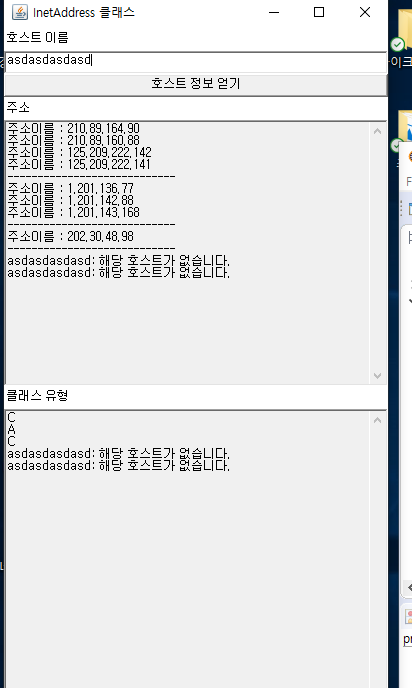 InetAddress 클래스
호스트 이름
asdasdasdasd
호스트 정보 얻기
주소
주소이름 : 210,89,164,90
주소이름 : 210,89,160,88
주소이름 : 125,209,222,142
주소이름 : 125,209,222,141
----------------------------
주소이름 : 1,201,136,77
주소이름 : 1,201,142,88
주소이름 : 1,201,143,168
----------------------------
주소이름 : 202,30,48,98
----------------------------
asdasdasdasd: 해당 호스트가 없습니다.
asdasdasdasd: 해당 호스트가 없습니다.
클래스 유형
C
A
C
asdasdasdasd: 해당 호스트가 없습니다.
asdasdasdasd: 해당 호스트가 없습니다.